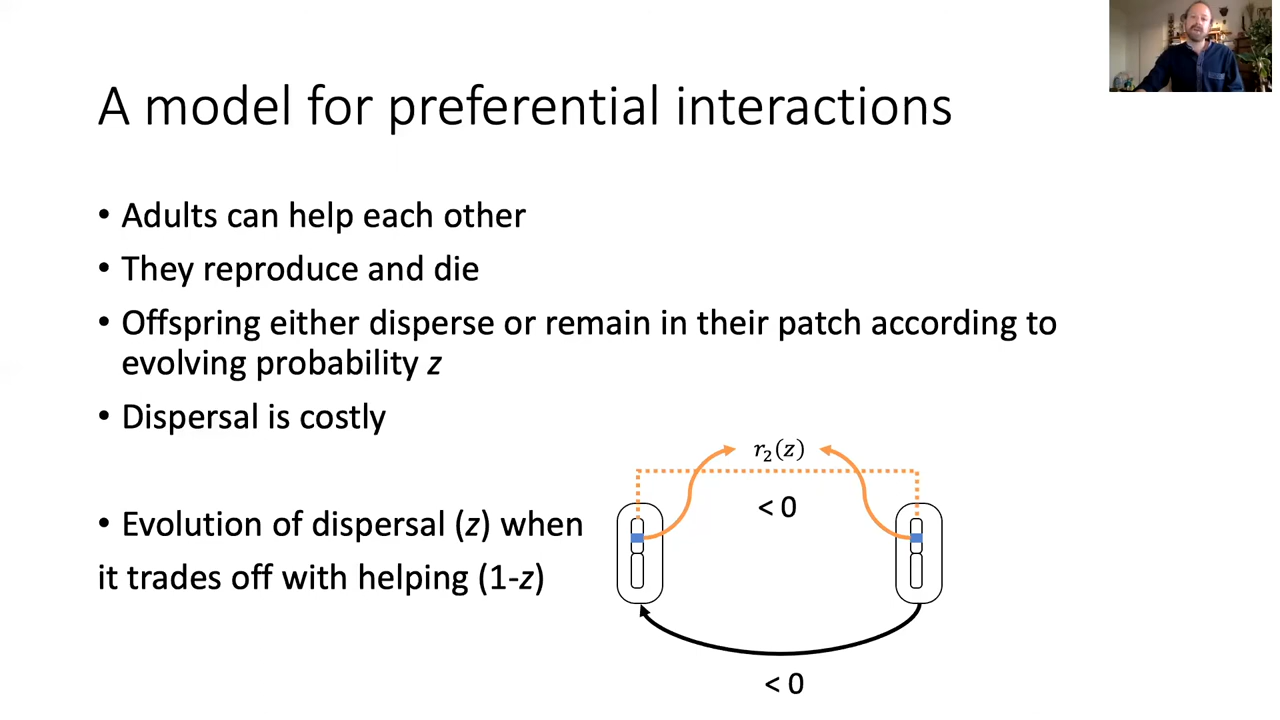 A model for preferential interactions
• Adults can help each other
• They reproduce and die
• Offspring either disperse or remain in their patch according to
evolving probability z
• Dispersal is costly
• Evolution of dispersal (z) when
it trades off with helping (1-z)
r₂(z)
< 0
< 0